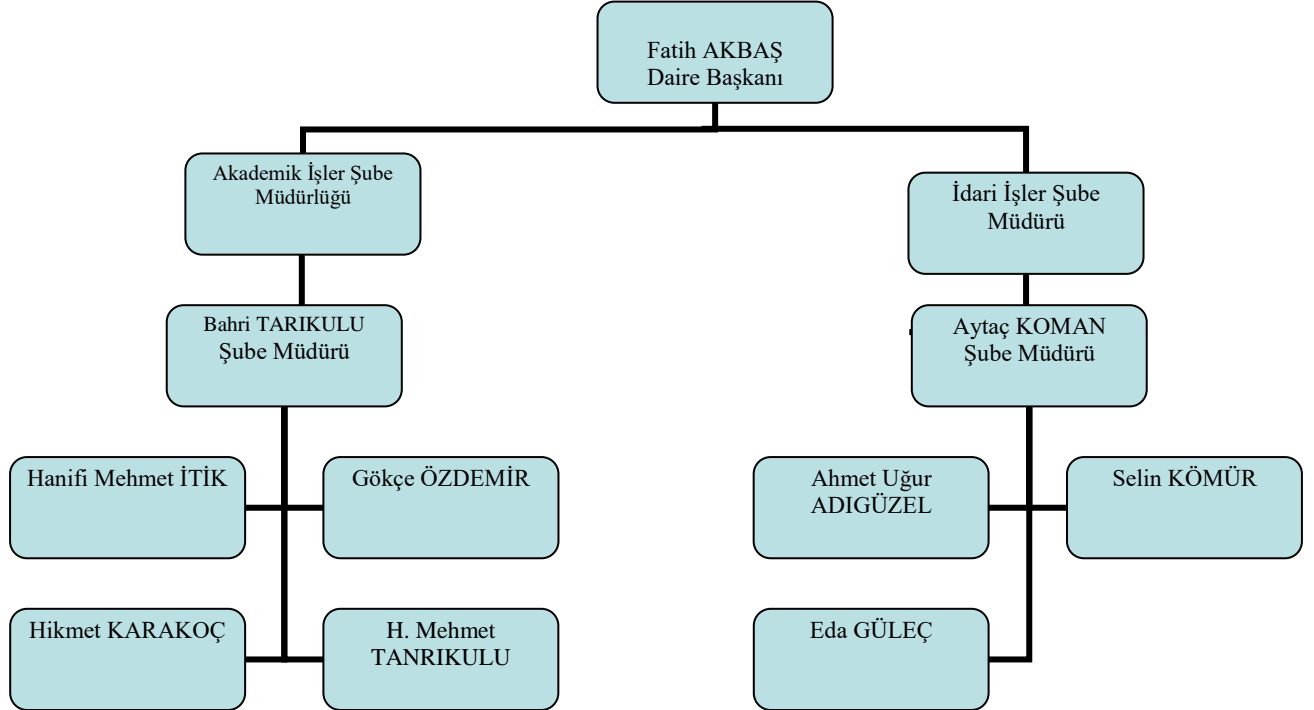 Fatih AKBAŞ
Daire Başkanı
Akademik İşler Şube
Müdürlüğü
İdari İşler Şube
Müdürü
Bahri TARIKULU
Şube Müdürü
Aytaç KOMAN
Şube Müdürü
Hanifi Mehmet İTİK
Gökçe ÖZDEMİR
Ahmet Uğur
ADIGÜZEL
Selin KÖMÜR
Hikmet KARAKOÇ
H. Mehmet
TANRIKULU
Eda GÜLEÇ